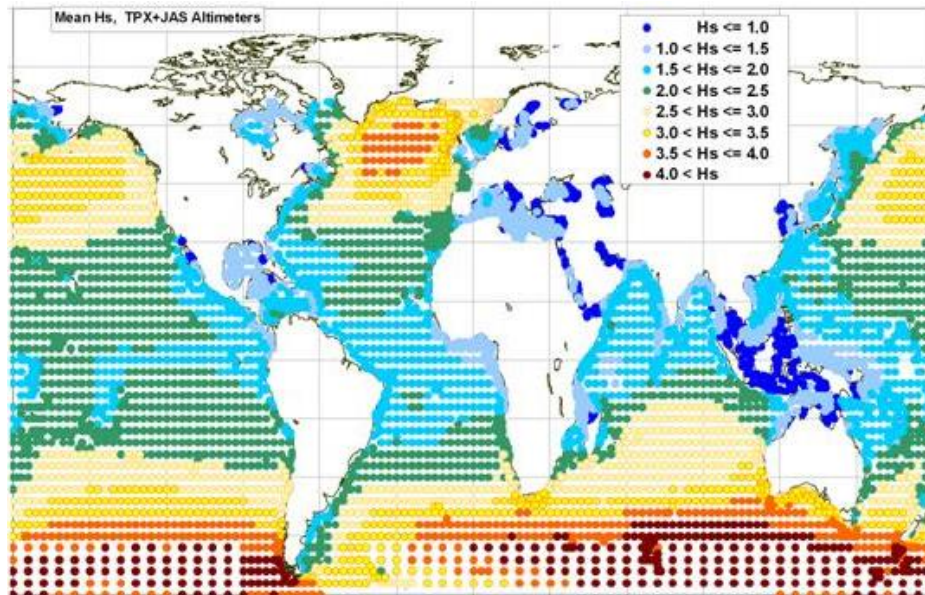 Mean Hs, TPX+JAS Altimeters
Hs <= 1.0
1.0 < Hs <= 1.5
1.5 < Hs <= 2.0
2.0 < Hs <= 2.5
2.5 < Hs <= 3.0
3.0 < Hs <= 3.5
3.5 < Hs <= 4.0
4.0 < Hs